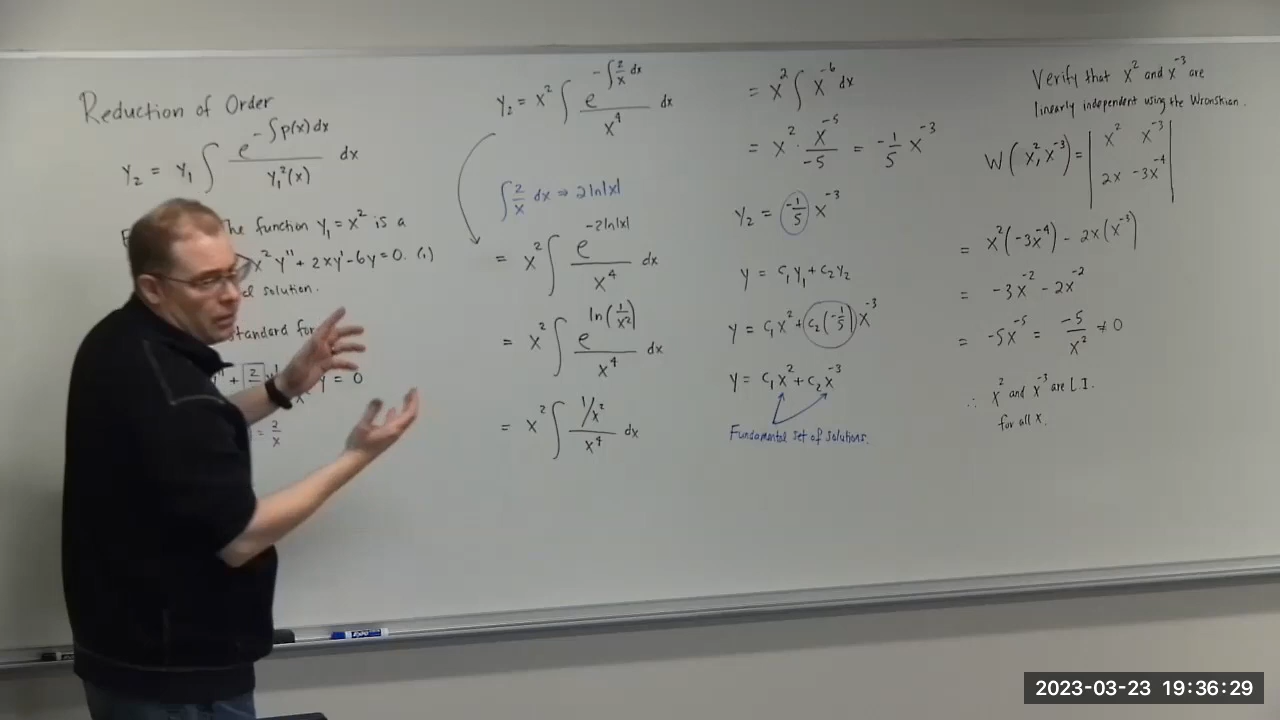 Reduction of Order
y₂ = y₁ ∫ e^(-∫p(x)dx) / y₁²(x) dx
The function y₁ = x² is a
x²y'' + 2xy' - 6y = 0. (1)
solution.
standard for
+ 2/ y = 0
= 2/x
y₂ = x² ∫ e^(-∫2/x dx) / x⁴ dx
∫ 2/x dx ⇒ 2ln|x|
= x² ∫ e^(-2ln|x|) / x⁴ dx
= x² ∫ e^(ln(1/x²)) / x⁴ dx
= x² ∫ (1/x²) / x⁴ dx
= x² ∫ x⁻⁶ dx
= x² · x⁻⁵/-5 = -1/5 x⁻³
y₂ = -1/5 x⁻³
y = c₁y₁ + c₂y₂
y = c₁x² + c₂(-1/5)x⁻³
y = c₁x² + c₂x⁻³
Fundamental set of solutions.
Verify that x² and x⁻³ are
linearly independent using the Wronskian.
W(x², x⁻³) = | x² x⁻³ |
| 2x -3x⁻⁴ |
= x²(-3x⁻⁴) - 2x(x⁻³)
= -3x⁻² - 2x⁻²
= -5x⁻⁵ = -5/x² ≠ 0
∴ x² and x⁻³ are L.I.
for all x.
EXPO
2023-03-23 19:36:29